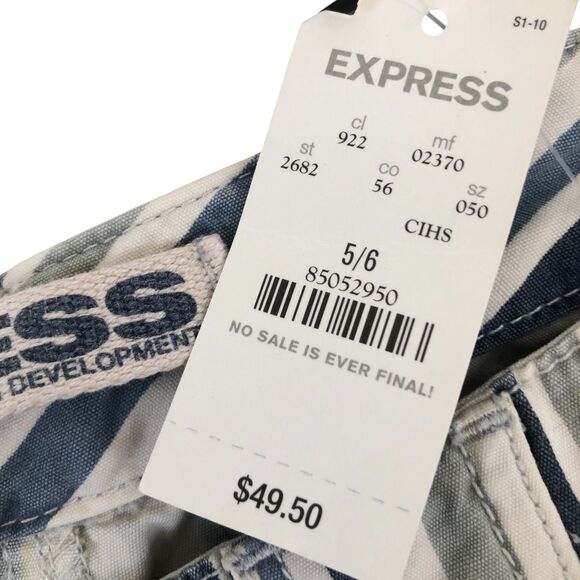 S1-10
EXPRESS
cl
922
mf
02370
st
2682
co
56
sz
050
CIHS
5/6
85052950
NO SALE IS EVER FINAL!
$49.50
ESS
DEVELOPMENT